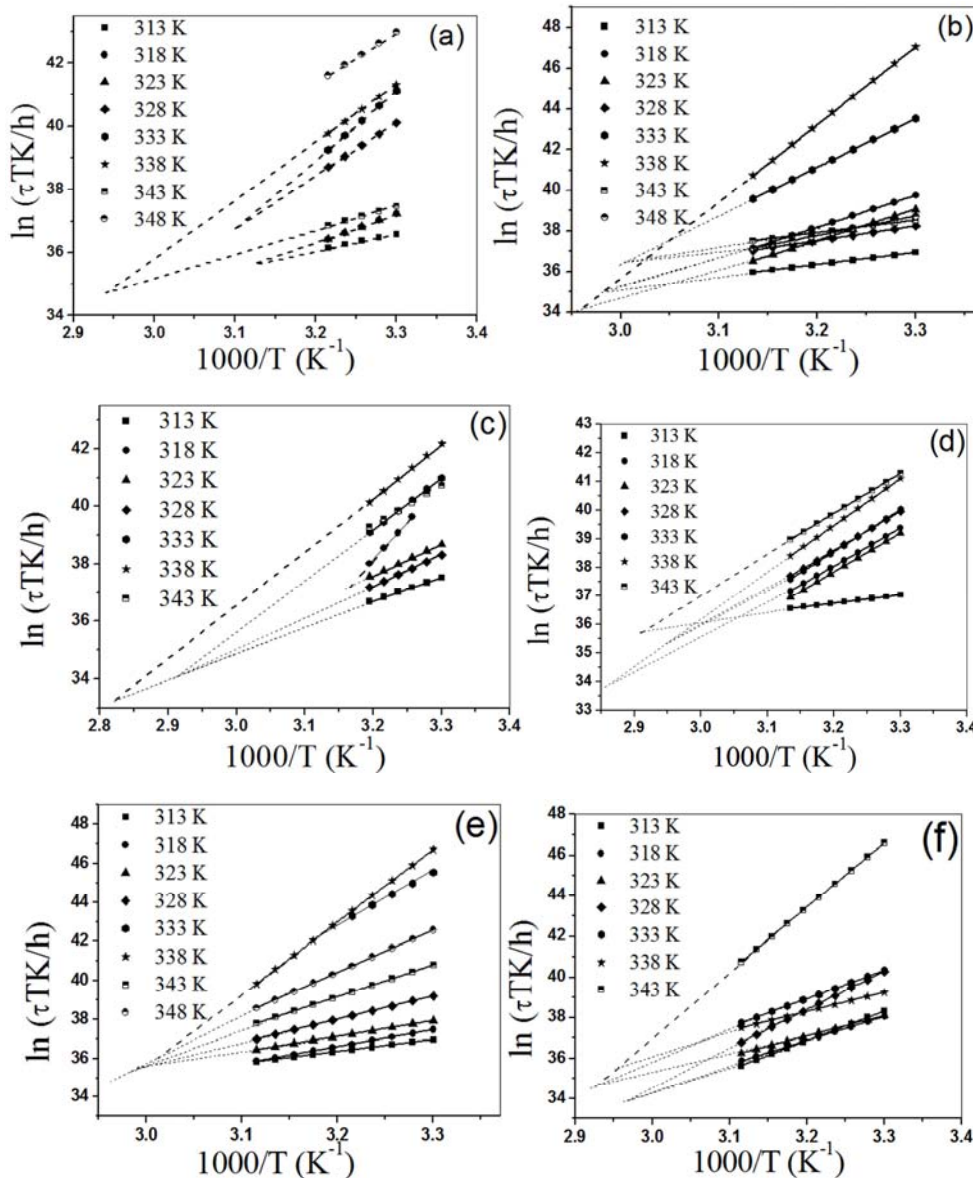 (a)
313 K
318 K
323 K
328 K
333 K
338 K
343 K
348 K
42
40
38
36
34
ln (τTK/h)
2.9 3.0 3.1 3.2 3.3 3.4
1000/T (K⁻¹)
(b)
313 K
318 K
323 K
328 K
333 K
338 K
343 K
348 K
48
46
44
42
40
38
36
34
ln (τTK/h)
3.0 3.1 3.2 3.3
1000/T (K⁻¹)
(c)
313 K
318 K
323 K
328 K
333 K
338 K
343 K
42
40
38
36
34
ln (τTK/h)
2.8 2.9 3.0 3.1 3.2 3.3 3.4
1000/T (K⁻¹)
(d)
313 K
318 K
323 K
328 K
333 K
338 K
343 K
43
42
41
40
39
38
37
36
35
34
33
ln (τTK/h)
2.9 3.0 3.1 3.2 3.3 3.4
1000/T (K⁻¹)
(e)
313 K
318 K
323 K
328 K
333 K
338 K
343 K
348 K
48
46
44
42
40
38
36
34
ln (τTK/h)
3.0 3.1 3.2 3.3
1000/T (K⁻¹)
(f)
313 K
318 K
323 K
328 K
333 K
338 K
343 K
48
46
44
42
40
38
36
34
ln (τTK/h)
2.9 3.0 3.1 3.2 3.3 3.4
1000/T (K⁻¹)